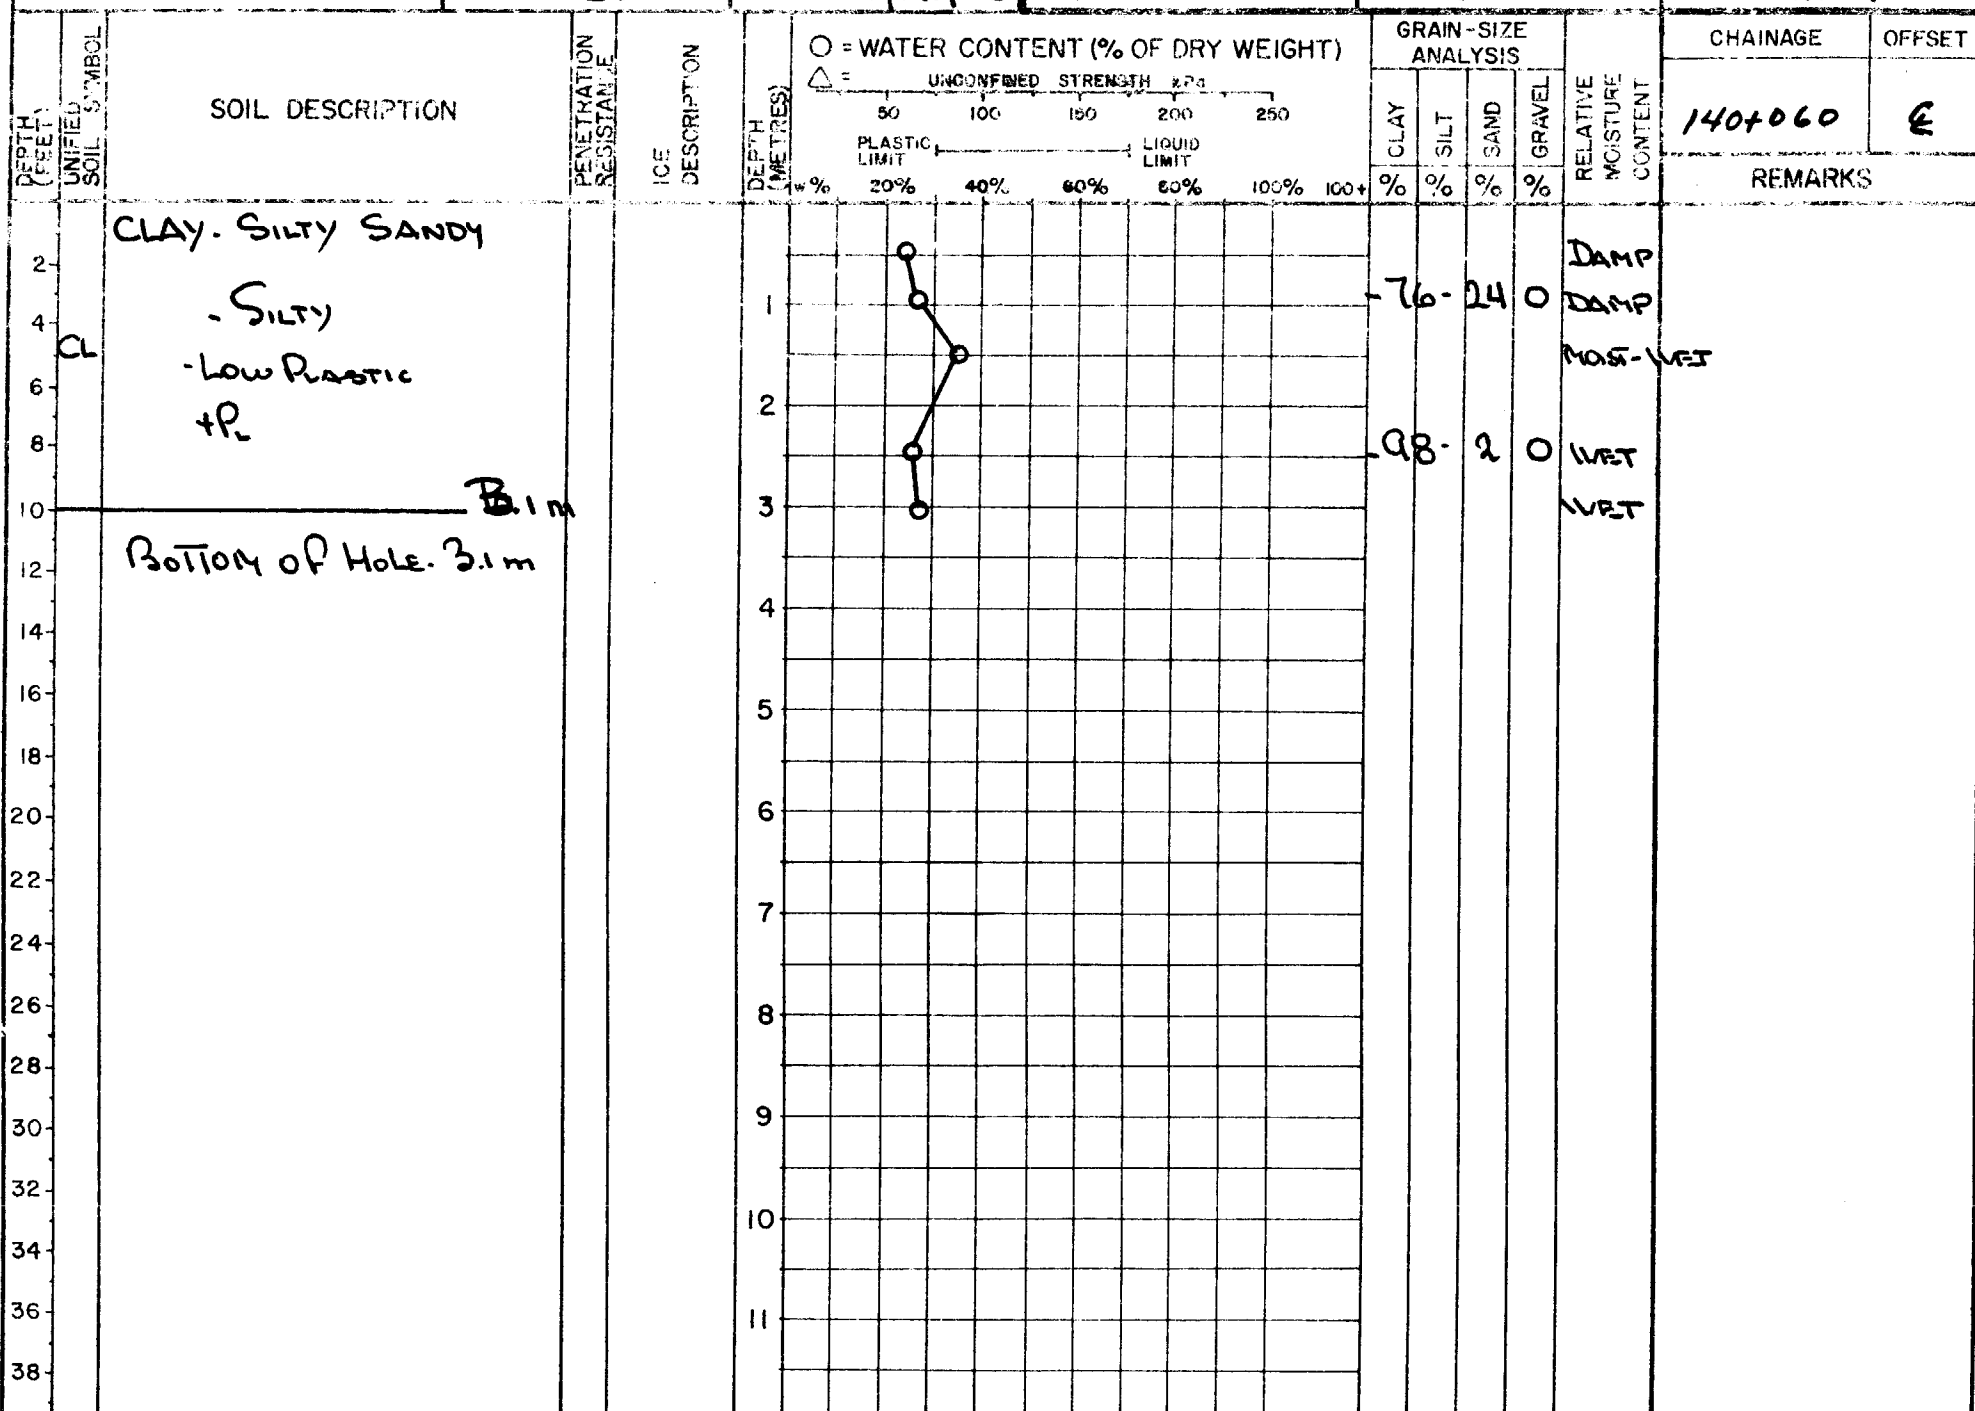 DEPTH (FEET)
UNIFIED SOIL SYMBOL
SOIL DESCRIPTION
PENETRATION RESISTANCE
ICE DESCRIPTION
DEPTH (METRES)
O = WATER CONTENT (% OF DRY WEIGHT)
△ = UNCONFINED STRENGTH kPa
50 100 150 200 250
PLASTIC LIMIT
LIQUID LIMIT
w% 20% 40% 60% 80% 100% 100+
GRAIN-SIZE ANALYSIS
CLAY SILT SAND GRAVEL
% % % %
RELATIVE MOISTURE CONTENT
CHAINAGE OFFSET
140+060 ℄
REMARKS
CLAY. SILTY SANDY
DAMP
2
- SILTY
1
-76- 24 0 DAMP
4
CL
MOIST-WET
-LOW PLASTIC
6
2
+PL
8
-98- 2 0 WET
10
3.1 m
3
WET
BOTTOM OF HOLE. 3.1 m
12
4
14
16
5
18
20
6
22
7
24
26
8
28
9
30
32
10
34
36
11
38